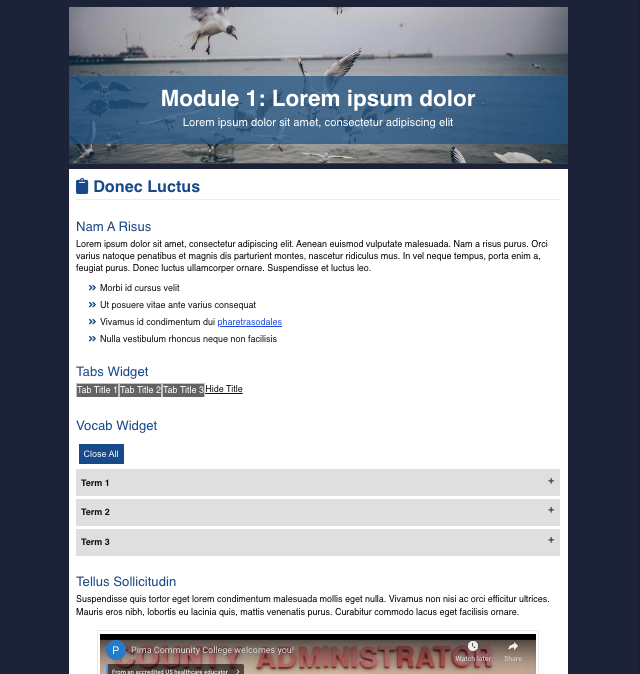 Module 1: Lorem ipsum dolor
Lorem ipsum dolor sit amet, consectetur adipiscing elit
Donec Luctus
Nam A Risus
Lorem ipsum dolor sit amet, consectetur adipiscing elit. Aenean euismod vulputate malesuada. Nam a risus purus. Orci
varius natoque penatibus et magnis dis parturient montes, nascetur ridiculus mus. In vel neque tempus, porta enim a,
feugiat purus. Donec luctus ullamcorper ornare. Suspendisse et luctus leo.
Morbi id cursus velit
Ut posuere vitae ante varius consequat
Vivamus id condimentum dui pharetrasodales
Nulla vestibulum rhoncus neque non facilisis
Tabs Widget
Tab Title 1 Tab Title 2 Tab Title 3 Hide Title
Vocab Widget
Close All
Term 1 +
Term 2 +
Term 3 +
Tellus Sollicitudin
Suspendisse quis tortor eget lorem condimentum malesuada mollis eget nulla. Vivamus non nisi ac orci efficitur ultrices.
Mauris eros nibh, lobortis eu lacinia quis, mattis venenatis purus. Curabitur commodo lacus eget facilisis ornare.
P Pima Community College welcomes you!
Watch later Share
COUNTY ADMINISTRATOR
From an accredited US healthcare educator